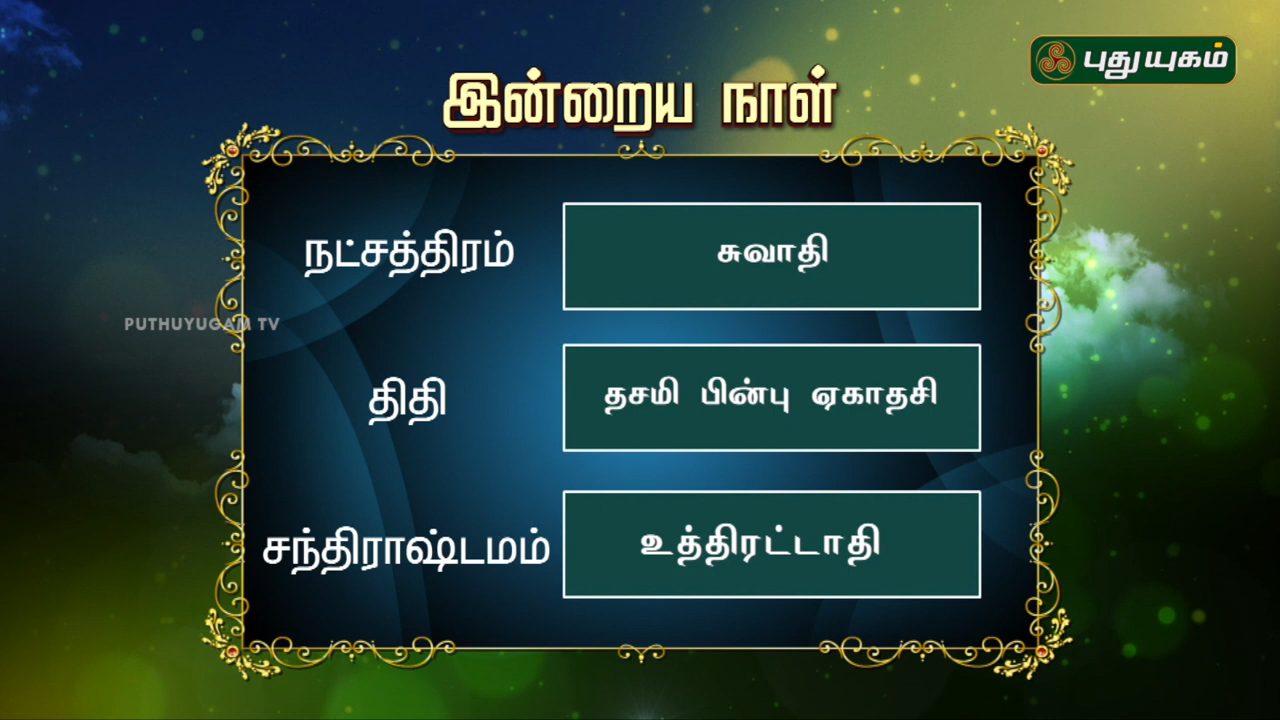 புதுயுகம்
இன்றைய நாள்
நட்சத்திரம் சுவாதி
PUTHUYUGAM TV
திதி தசமி பின்பு ஏகாதசி
சந்திராஷ்டமம் உத்திரட்டாதி